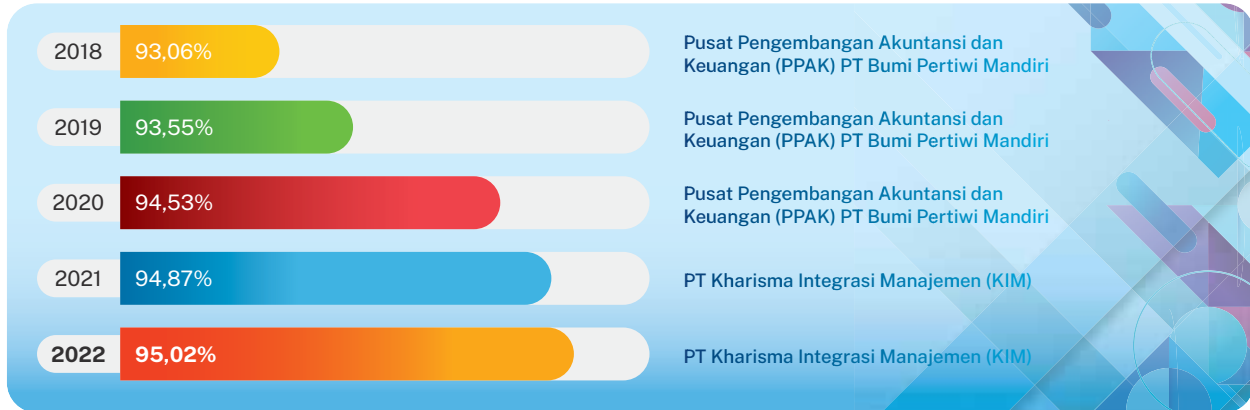 2018 93,06% Pusat Pengembangan Akuntansi dan
Keuangan (PPAK) PT Bumi Pertiwi Mandiri
2019 93,55% Pusat Pengembangan Akuntansi dan
Keuangan (PPAK) PT Bumi Pertiwi Mandiri
2020 94,53% Pusat Pengembangan Akuntansi dan
Keuangan (PPAK) PT Bumi Pertiwi Mandiri
2021 94,87% PT Kharisma Integrasi Manajemen (KIM)
2022 95,02% PT Kharisma Integrasi Manajemen (KIM)